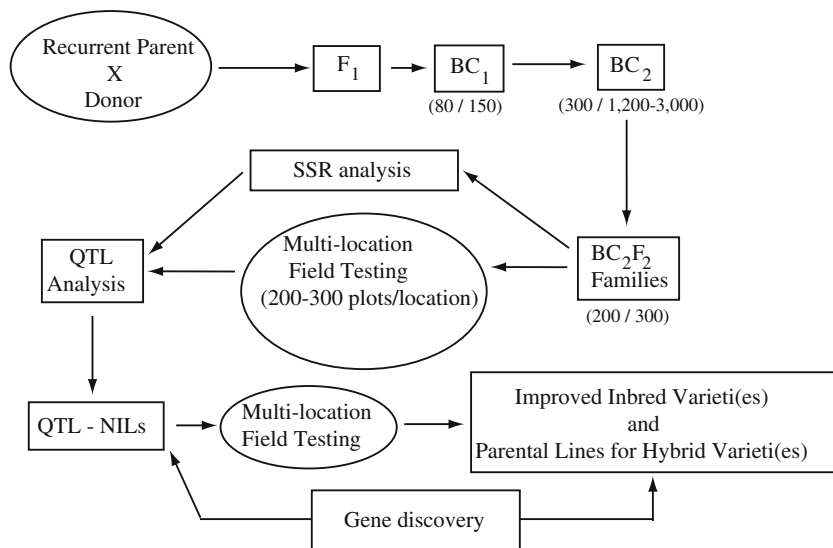 Recurrent Parent
X
Donor
F1
BC1
(80 / 150)
BC2
(300 / 1,200-3,000)
SSR analysis
QTL
Analysis
Multi-location
Field Testing
(200-300 plots/location)
BC2F2
Families
(200 / 300)
QTL - NILs
Multi-location
Field Testing
Improved Inbred Varieti(es)
and
Parental Lines for Hybrid Varieti(es)
Gene discovery